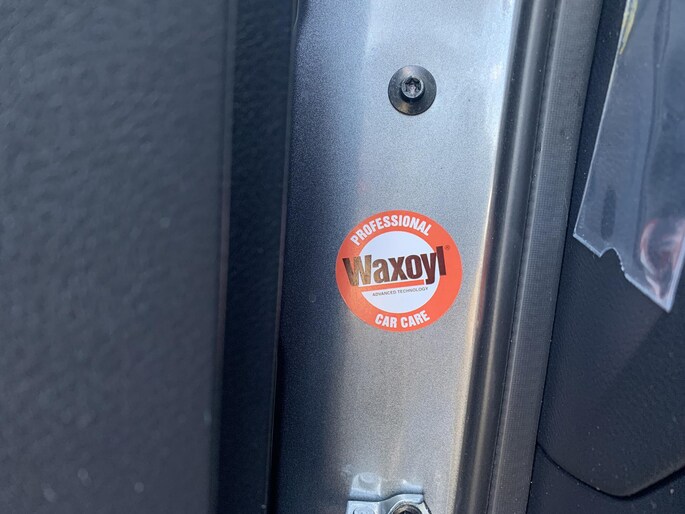 PROFESSIONAL
Waxoyl®
ADVANCED TECHNOLOGY
CAR CARE